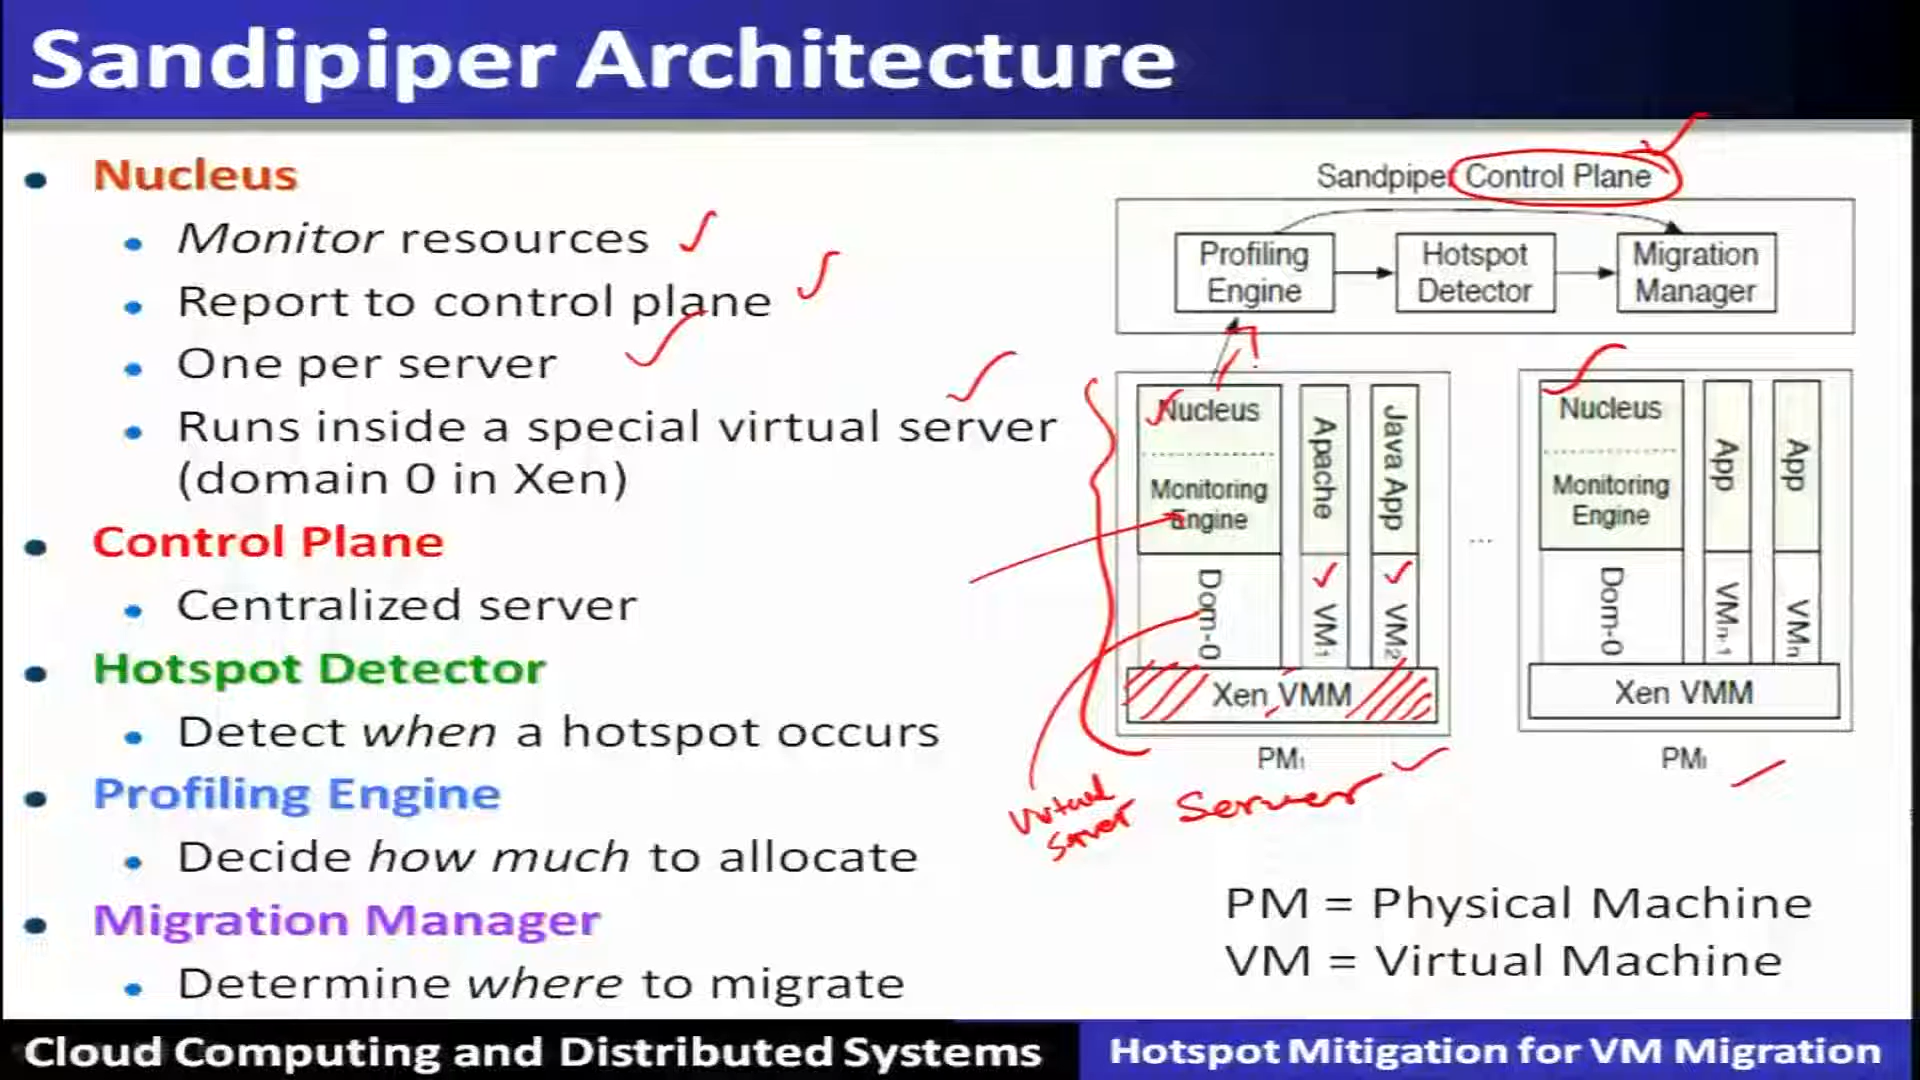 Sandipiper Architecture
Nucleus
Monitor resources
Report to control plane
One per server
Runs inside a special virtual server
(domain 0 in Xen)
Control Plane
Centralized server
Hotspot Detector
Detect when a hotspot occurs
Profiling Engine
Decide how much to allocate
Migration Manager
Determine where to migrate
Sandpiper Control Plane
Profiling
Engine
Hotspot
Detector
Migration
Manager
Nucleus
Monitoring
Engine
Dom-0
Apache
VM1
Java App
VM2
Xen VMM
PM1
...
Nucleus
Monitoring
Engine
Dom-0
App
VMn-1
App
VMn
Xen VMM
Virtual
Server
Server
PM = Physical Machine
VM = Virtual Machine
Cloud Computing and Distributed Systems
Hotspot Mitigation for VM Migration